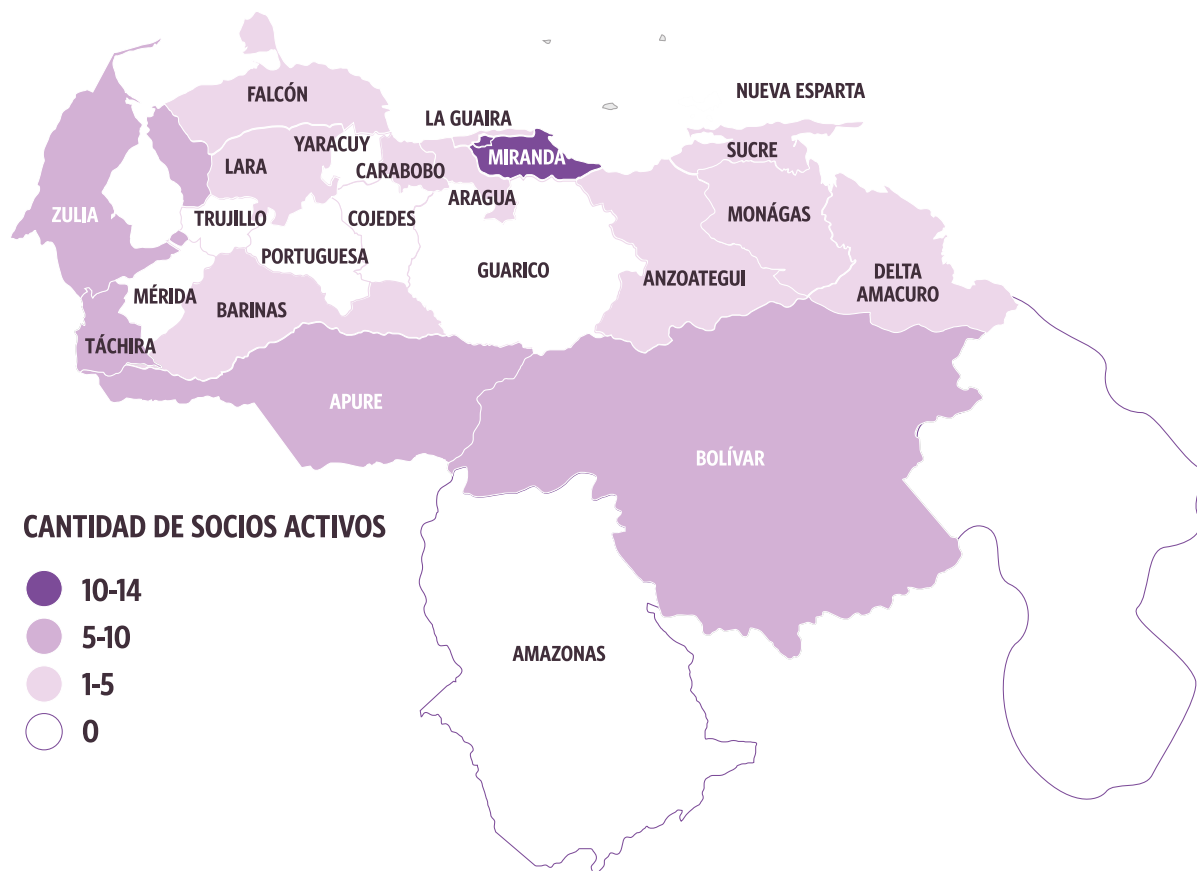 NUEVA ESPARTA
FALCÓN
LA GUAIRA
YARACUY
MIRANDA
SUCRE
LARA
CARABOBO
ARAGUA
ZULIA
TRUJILLO
COJEDES
MONÁGAS
PORTUGUESA
GUARICO
ANZOATEGUI
DELTA
AMACURO
MÉRIDA
BARINAS
TÁCHIRA
APURE
BOLÍVAR
CANTIDAD DE SOCIOS ACTIVOS
10-14
5-10
1-5
0
AMAZONAS